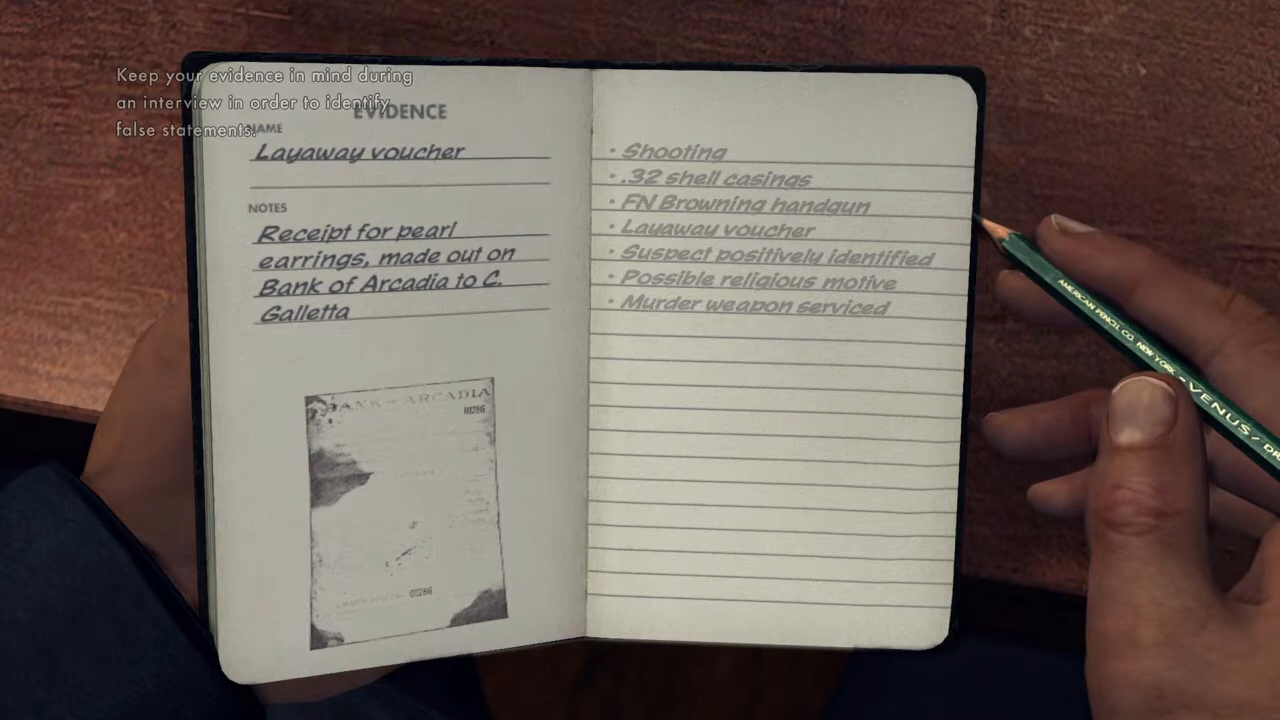 Keep your evidence in mind during
an interview in order to identify
false statements.
EVIDENCE
NAME
Layaway voucher
NOTES
Receipt for pearl
earrings, made out on
Bank of Arcadia to C.
Galletta
BANK OF ARCADIA
01786
01786
• Shooting
• .32 shell casings
• FN Browning handgun
• Layaway voucher
• Suspect positively identified
• Possible religious motive
• Murder weapon serviced
AMERICAN PENCIL CO. NEW YORK
VENUS